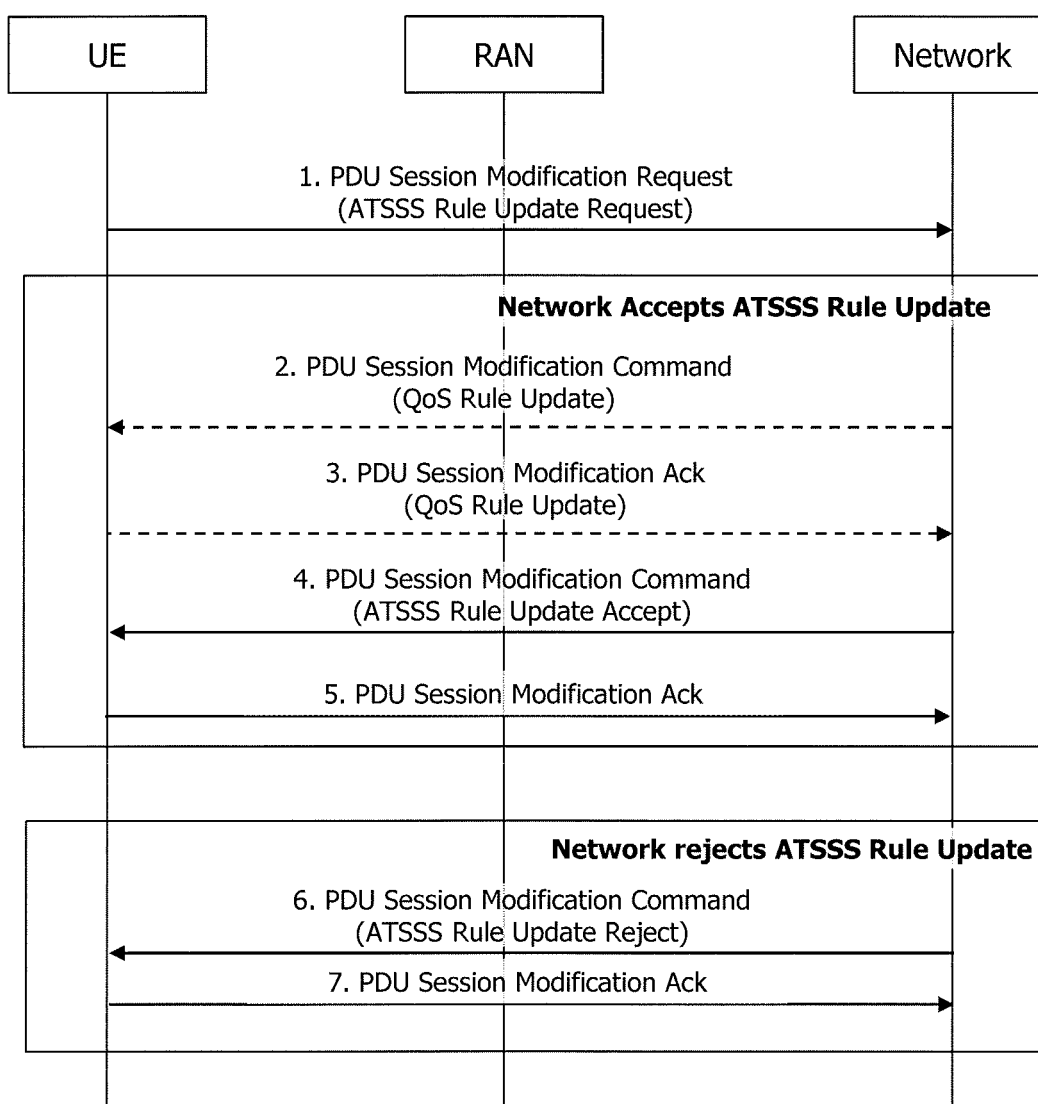 UE
RAN
Network
1. PDU Session Modification Request
(ATSSS Rule Update Request)
Network Accepts ATSSS Rule Update
2. PDU Session Modification Command
(QoS Rule Update)
3. PDU Session Modification Ack
(QoS Rule Update)
4. PDU Session Modification Command
(ATSSS Rule Update Accept)
5. PDU Session Modification Ack
Network rejects ATSSS Rule Update
6. PDU Session Modification Command
(ATSSS Rule Update Reject)
7. PDU Session Modification Ack